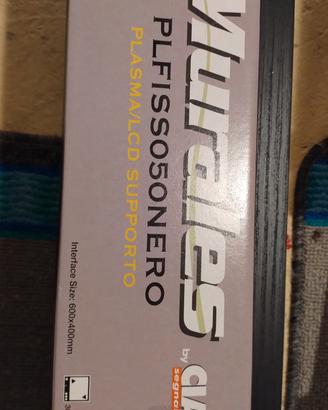 Murales
by
segno
PLFISSO50NERO
PLASMA/LCD SUPPORTO
Interface Size: 600x400mm